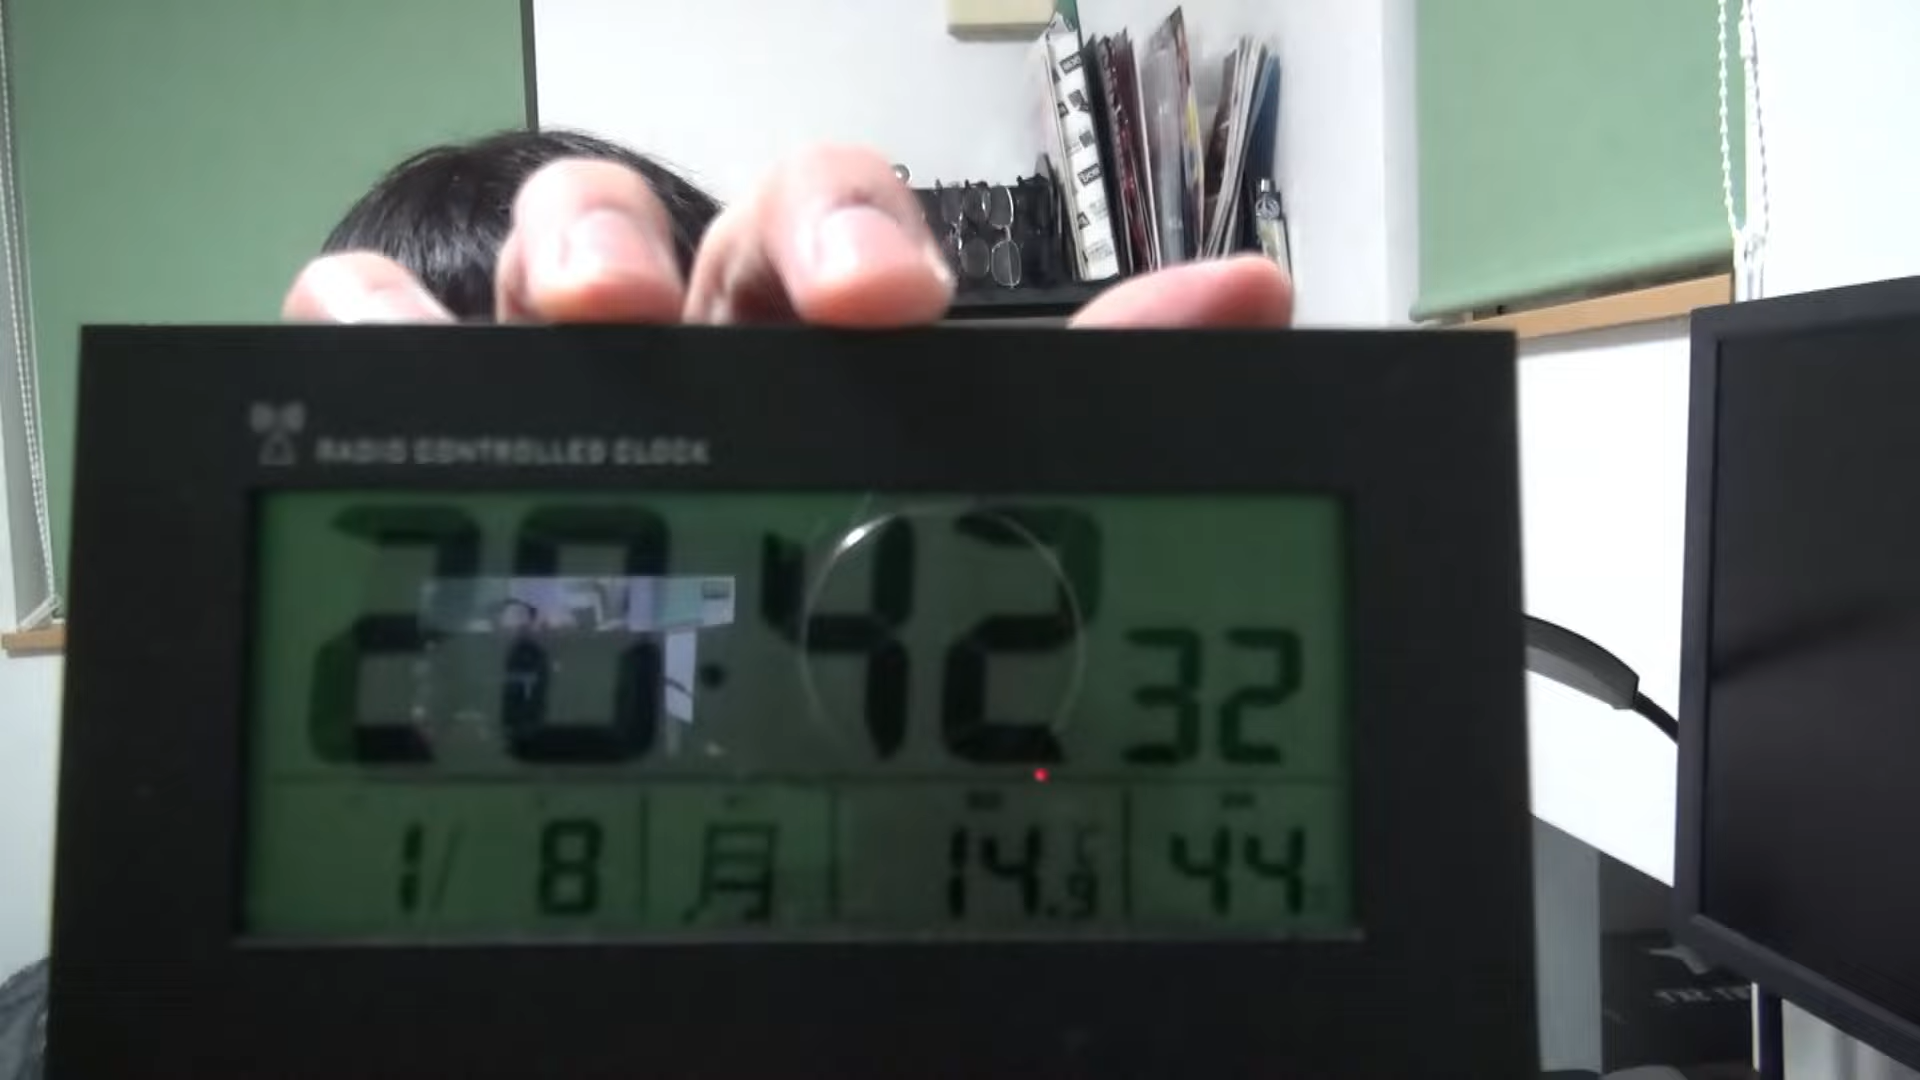 RADIO CONTROLLED CLOCK
20:42 32
1/ 8 月 14.9 ℃ 44